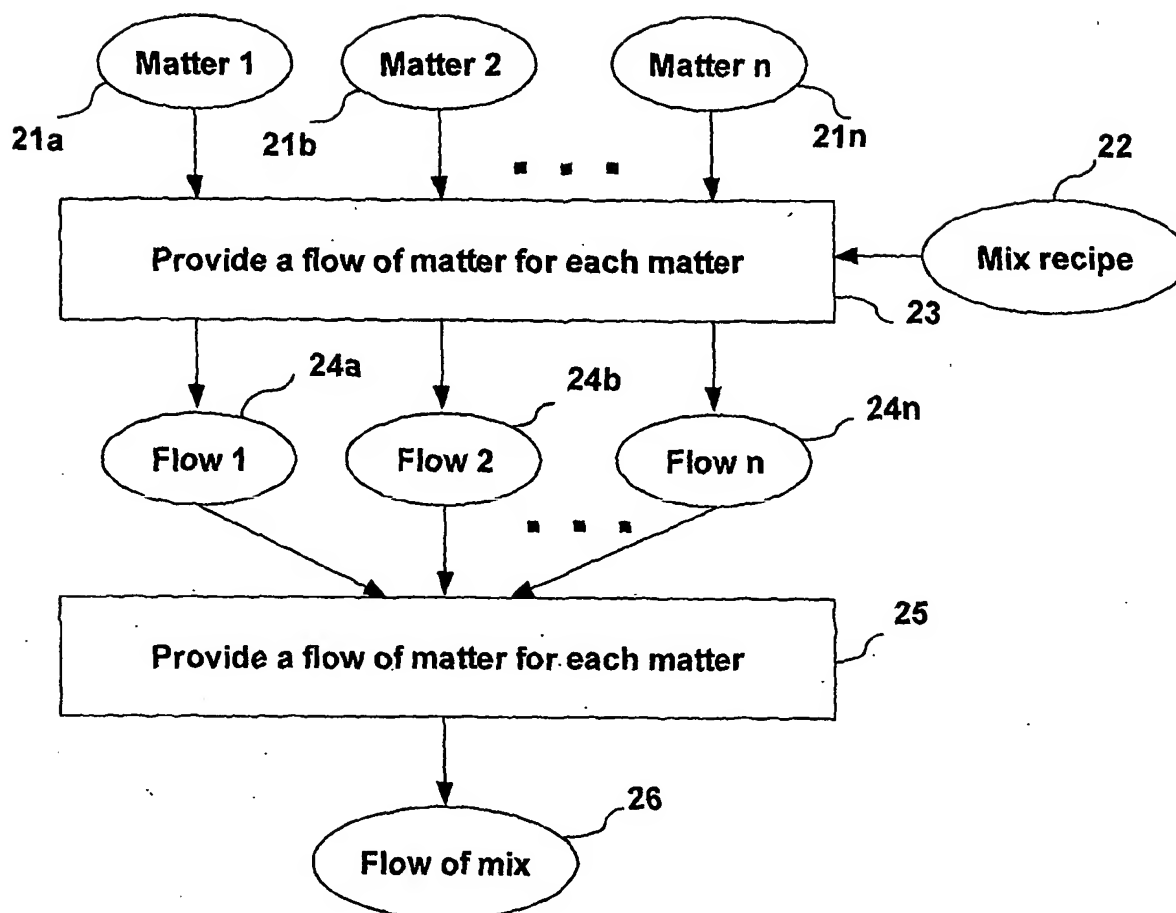 Matter 1
Matter 2
Matter n
21a
21b
21n
22
Provide a flow of matter for each matter
Mix recipe
23
24a
24b
24n
Flow 1
Flow 2
Flow n
25
Provide a flow of matter for each matter
26
Flow of mix